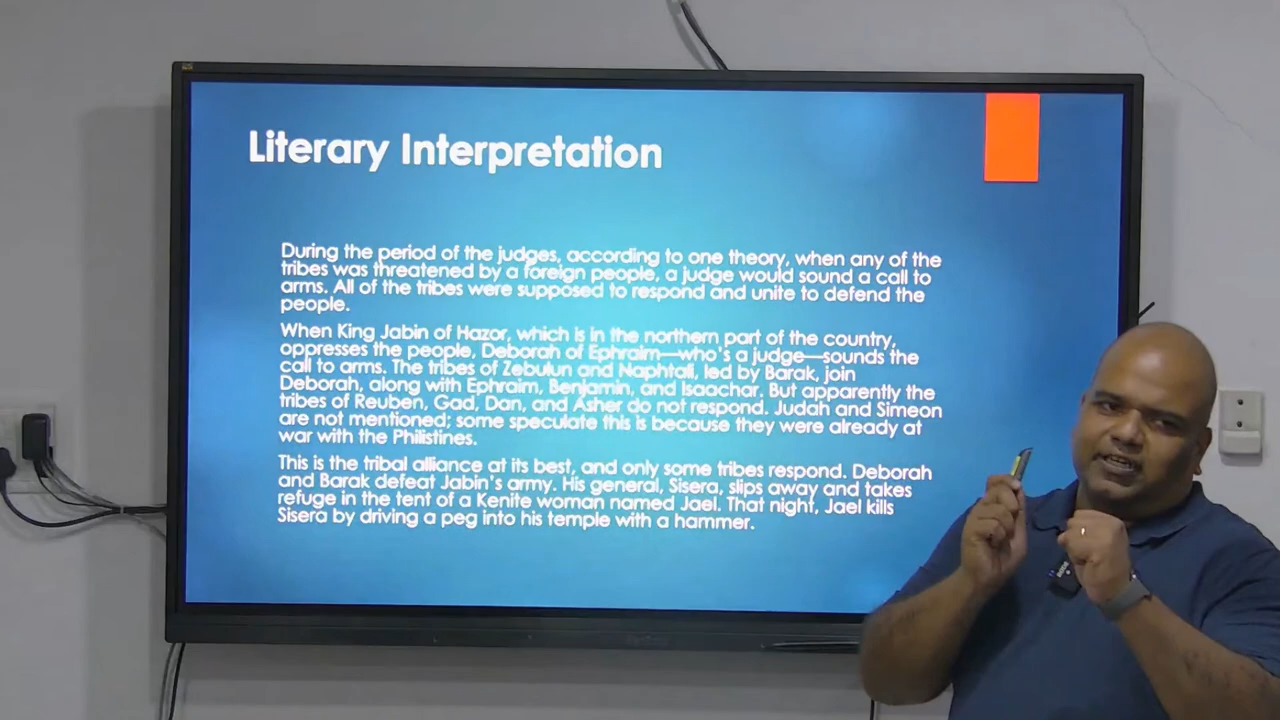 Literary Interpretation
During the period of the judges, according to one theory, when any of the
tribes was threatened by a foreign people, a judge would sound a call to
arms. All of the tribes were supposed to respond and unite to defend the
people.
When King Jabin of Hazor, which is in the northern part of the country,
oppresses the people, Deborah of Ephraim—who's a judge—sounds the
call to arms. The tribes of Zebulun and Naphtali, led by Barak, join
Deborah, along with Ephraim, Benjamin, and Isaachar. But apparently the
tribes of Reuben, Gad, Dan, and Asher do not respond. Judah and Simeon
are not mentioned; some speculate this is because they were already at
war with the Philistines.
This is the tribal alliance at its best, and only some tribes respond. Deborah
and Barak defeat Jabin's army. His general, Sisera, slips away and takes
refuge in the tent of a Kenite woman named Jael. That night, Jael kills
Sisera by driving a peg into his temple with a hammer.